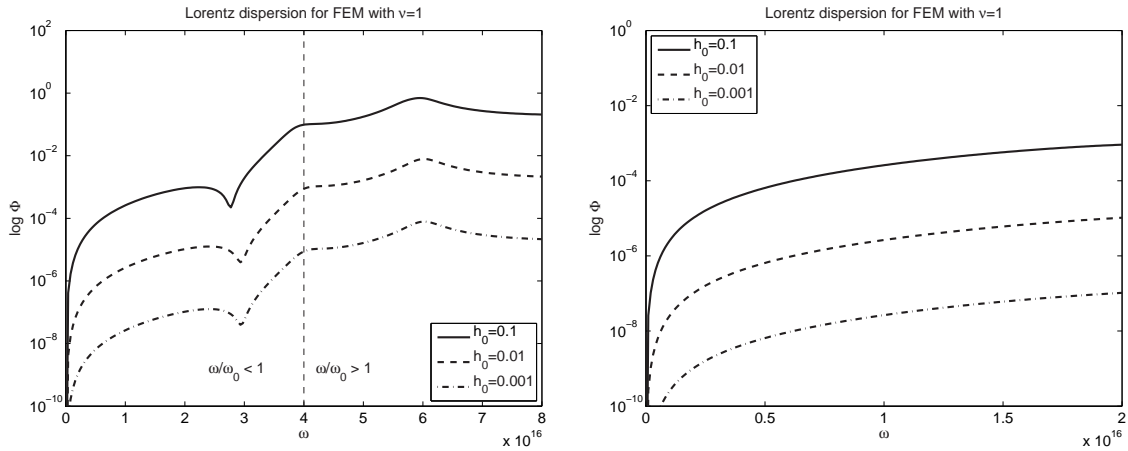 Lorentz dispersion for FEM with ν=1
10^2
10^0
10^-2
10^-4
10^-6
10^-8
10^-10
log Φ
ω/ω_0 < 1
ω/ω_0 > 1
h_0=0.1
h_0=0.01
h_0=0.001
0 1 2 3 4 5 6 7 8
ω
x 10^16
Lorentz dispersion for FEM with ν=1
h_0=0.1
h_0=0.01
h_0=0.001
10^0
10^-2
10^-4
10^-6
10^-8
10^-10
log Φ
0 0.5 1 1.5 2
ω
x 10^16